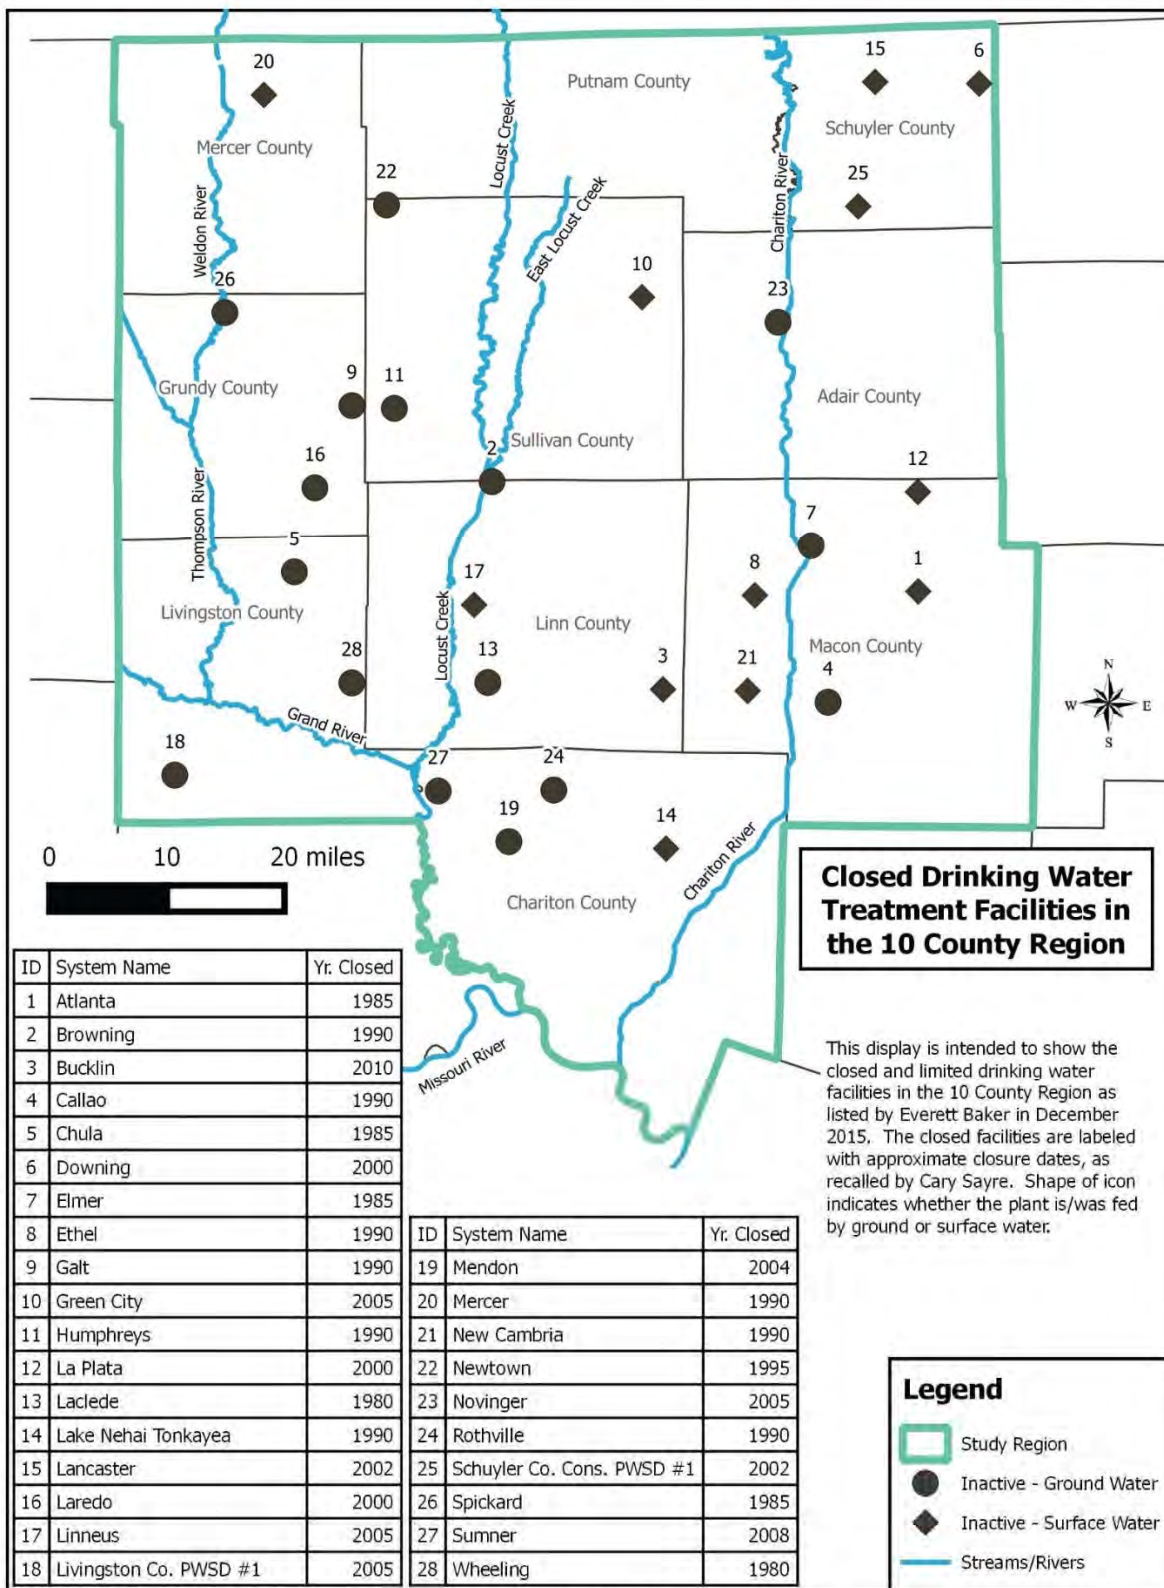 20
15
6
Putnam County
Schuyler County
Mercer County
Locust Creek
22
25
Weldon River
East Locust Creek
Chariton River
26
10
23
Grundy County
9
11
Adair County
Sullivan County
2
16
12
Thompson River
5
7
8
1
17
Livingston County
Locust Creek
Linn County
Macon County
28
13
3
21
4
N
W
E
S
Grand River
18
27
24
19
14
Chariton River
Chariton County
0 10 20 miles
Closed Drinking Water
Treatment Facilities in
the 10 County Region
Missouri River
ID System Name Yr. Closed
1 Atlanta 1985
2 Browning 1990
3 Bucklin 2010
4 Callao 1990
5 Chula 1985
6 Downing 2000
7 Elmer 1985
8 Ethel 1990
9 Galt 1990
10 Green City 2005
11 Humphreys 1990
12 La Plata 2000
13 Laclede 1980
14 Lake Nehai Tonkayea 1990
15 Lancaster 2002
16 Laredo 2000
17 Linneus 2005
18 Livingston Co. PWSD #1 2005
ID System Name Yr. Closed
19 Mendon 2004
20 Mercer 1990
21 New Cambria 1990
22 Newtown 1995
23 Novinger 2005
24 Rothville 1990
25 Schuyler Co. Cons. PWSD #1 2002
26 Spickard 1985
27 Sumner 2008
28 Wheeling 1980
This display is intended to show the
closed and limited drinking water
facilities in the 10 County Region as
listed by Everett Baker in December
2015. The closed facilities are labeled
with approximate closure dates, as
recalled by Cary Sayre. Shape of icon
indicates whether the plant is/was fed
by ground or surface water.
Legend
Study Region
Inactive - Ground Water
Inactive - Surface Water
Streams/Rivers